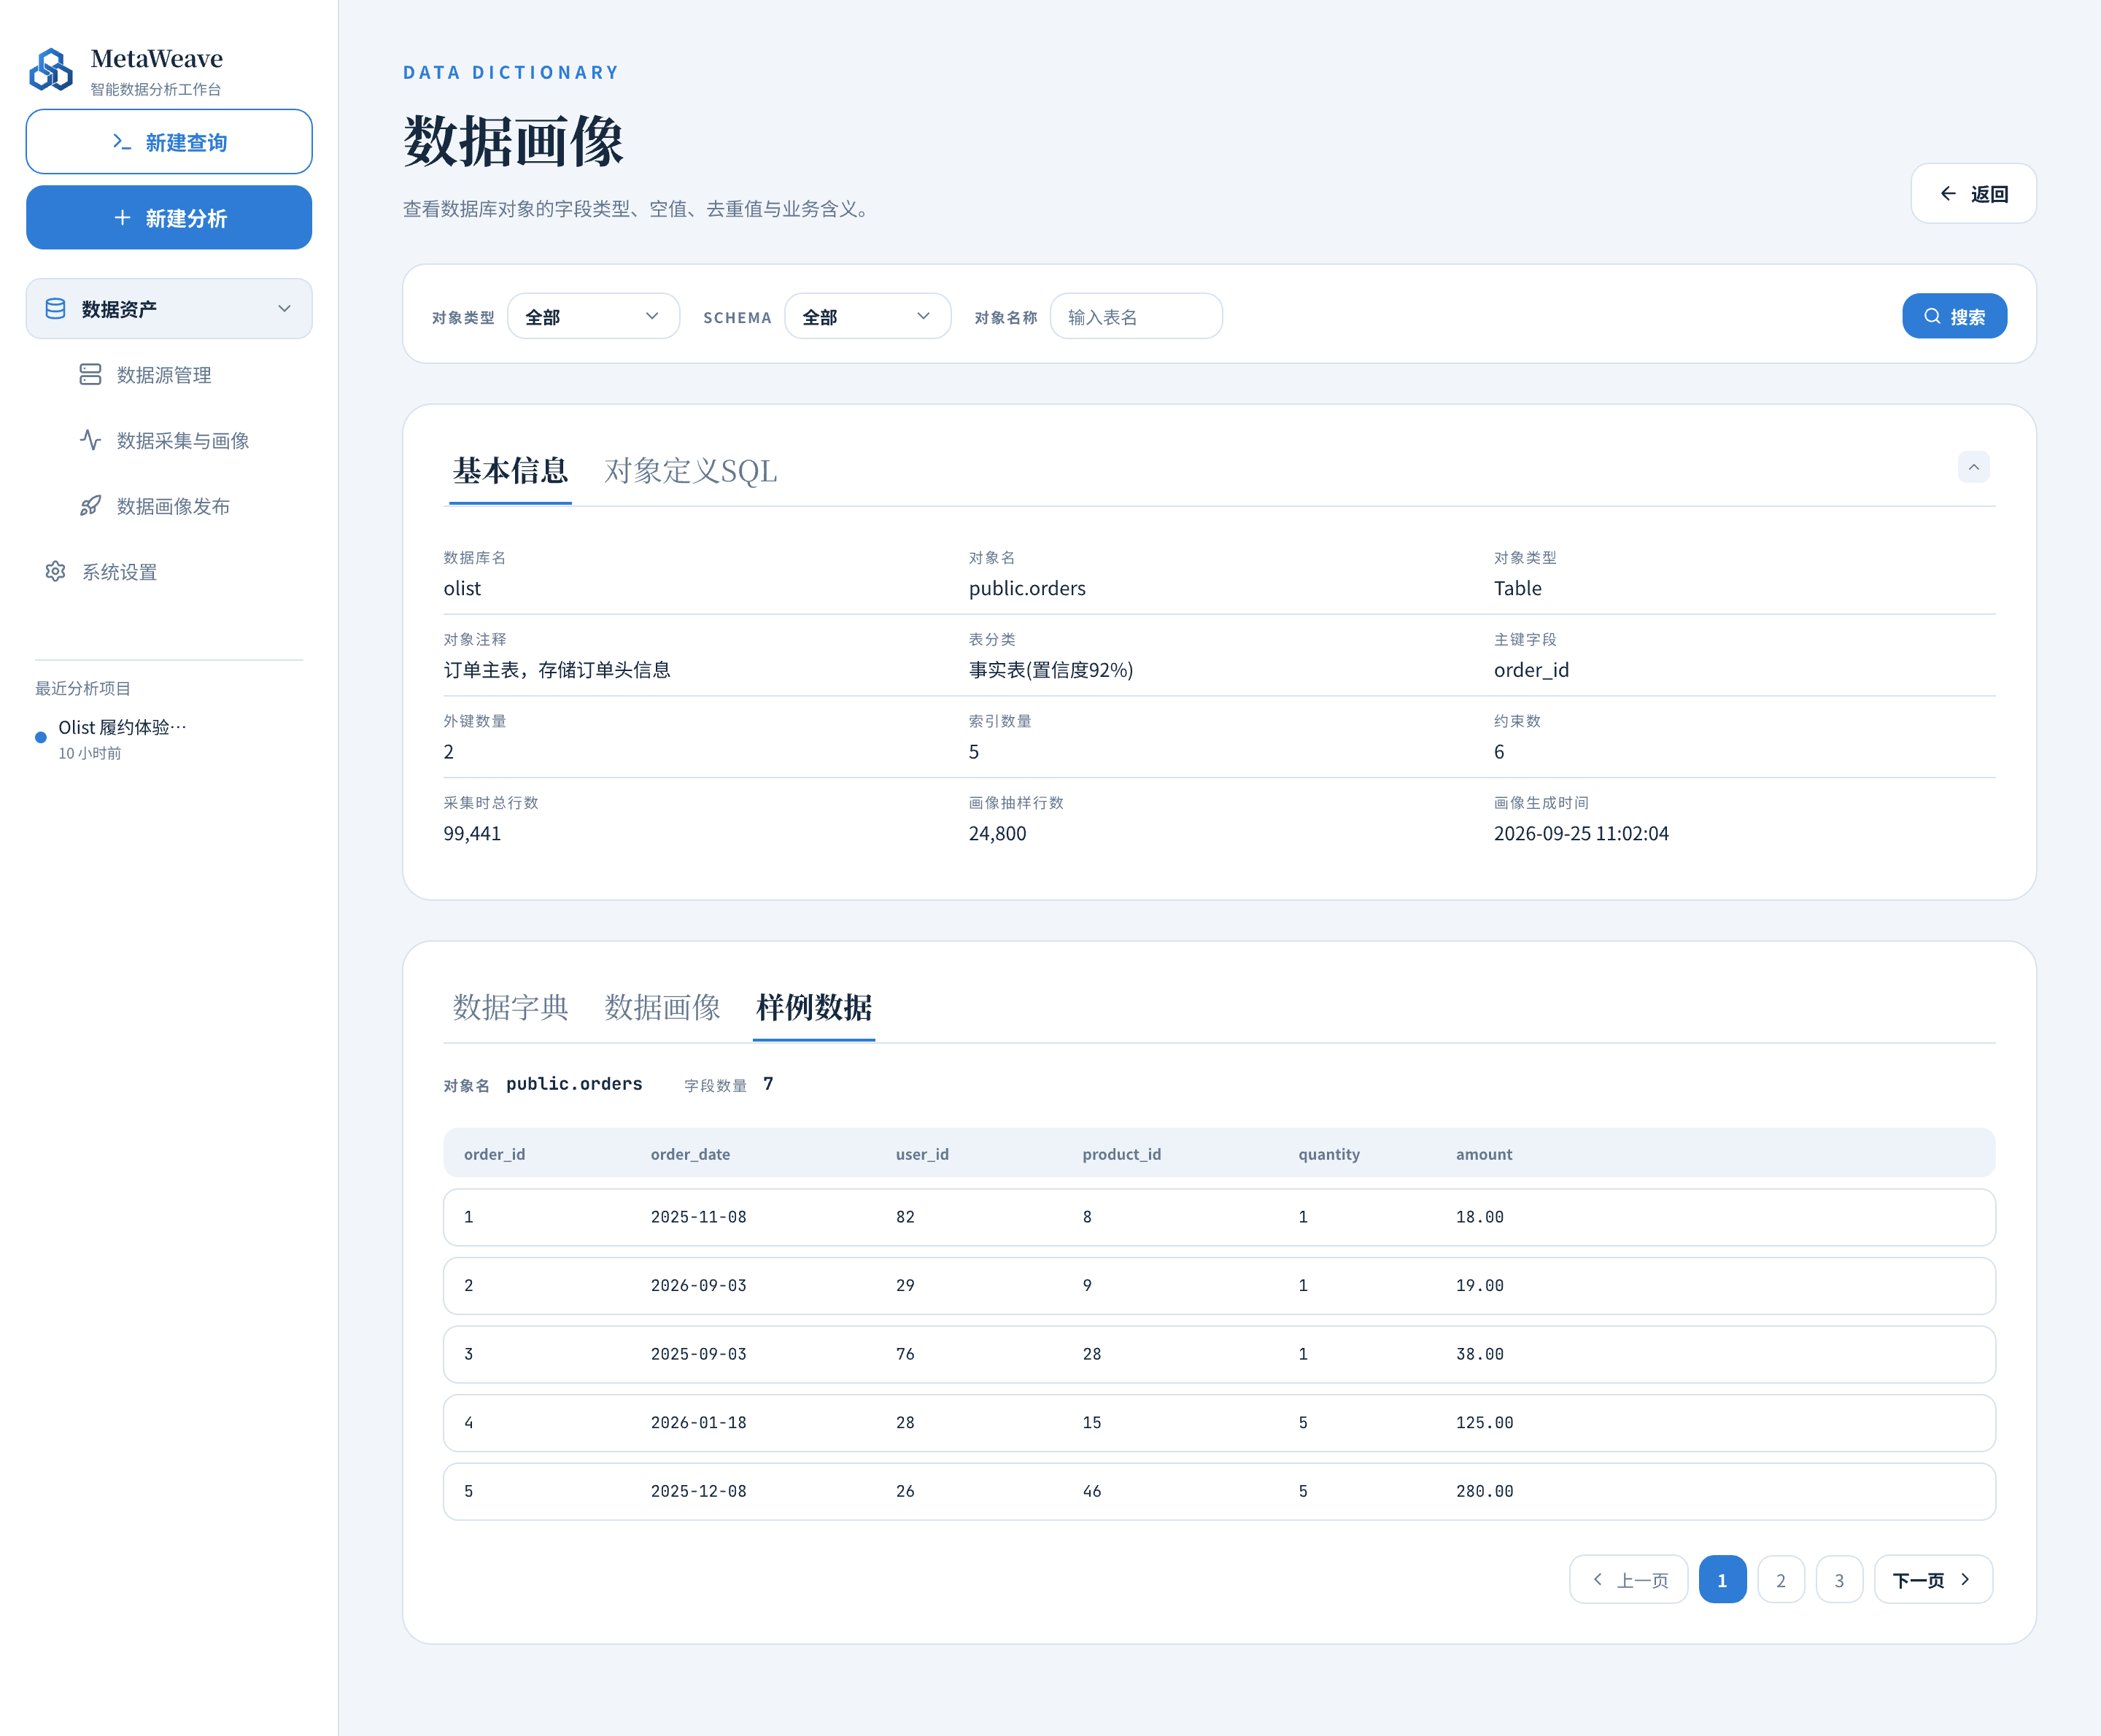 MetaWeave
智能数据分析工作台
新建查询
新建分析
数据资产
数据源管理
数据采集与画像
数据画像发布
系统设置
最近分析项目
Olist 履约体验…
10 小时前
DATA DICTIONARY
数据画像
查看数据库对象的字段类型、空值、去重值与业务含义。
返回
对象类型 全部 SCHEMA 全部 对象名称 输入表名 搜索
基本信息 对象定义SQL
数据库名 对象名 对象类型
olist public.orders Table
对象注释 表分类 主键字段
订单主表，存储订单头信息 事实表(置信度92%) order_id
外键数量 索引数量 约束数
2 5 6
采集时总行数 画像抽样行数 画像生成时间
99,441 24,800 2026-09-25 11:02:04
数据字典 数据画像 样例数据
对象名 public.orders 字段数量 7
order_id order_date user_id product_id quantity amount
1 2025-11-08 82 8 1 18.00
2 2026-09-03 29 9 1 19.00
3 2025-09-03 76 28 1 38.00
4 2026-01-18 28 15 5 125.00
5 2025-12-08 26 46 5 280.00
上一页 1 2 3 下一页